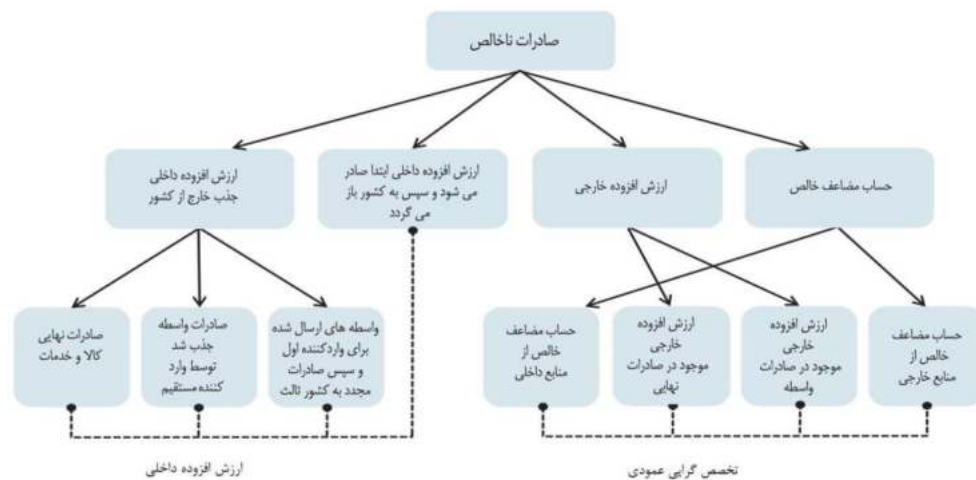 صادرات ناخالص
حساب مضاعف خالص
ارزش افزوده خارجی
ارزش افزوده داخلی ابتدا صادر
می شود و سپس به کشور باز
می گردد
ارزش افزوده داخلی
جذب خارج از کشور
حساب مضاعف
خالص از
منابع خارجی
ارزش افزوده
خارجی
موجود در صادرات
واسطه
ارزش افزوده
خارجی
موجود در صادرات
نهایی
حساب مضاعف
خالص از
منابع داخلی
واسطه های ارسال شده
برای واردکننده اول
و سپس صادرات
مجدد به کشور ثالث
صادرات واسطه
جذب شد
توسط وارد
کننده مستقیم
صادرات نهایی
کالا و خدمات
تخصص گرایی عمودی
ارزش افزوده داخلی